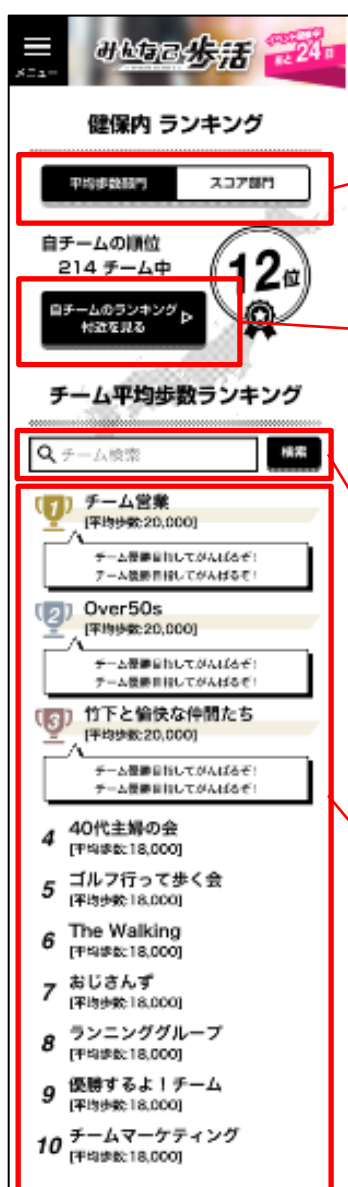 メニュー
みんなで歩活
イベント開催中
あと24日
健保内 ランキング
平均歩数部門 スコア部門
自チームの順位
214 チーム中
12位
自チームのランキング
付近を見る
チーム平均歩数ランキング
チーム検索 検索
1 チーム営業
[平均歩数:20,000]
チーム優勝目指してがんばるぞ!
チーム優勝目指してがんばるぞ!
2 Over50s
[平均歩数:20,000]
チーム優勝目指してがんばるぞ!
チーム優勝目指してがんばるぞ!
3 竹下と愉快な仲間たち
[平均歩数:20,000]
チーム優勝目指してがんばるぞ!
チーム優勝目指してがんばるぞ!
4 40代主婦の会
[平均歩数:18,000]
5 ゴルフ行って歩く会
[平均歩数:18,000]
6 The Walking
[平均歩数:18,000]
7 おじさんず
[平均歩数:18,000]
8 ランニンググループ
[平均歩数:18,000]
9 優勝するよ!チーム
[平均歩数:18,000]
10 チームマーケティング
[平均歩数:18,000]